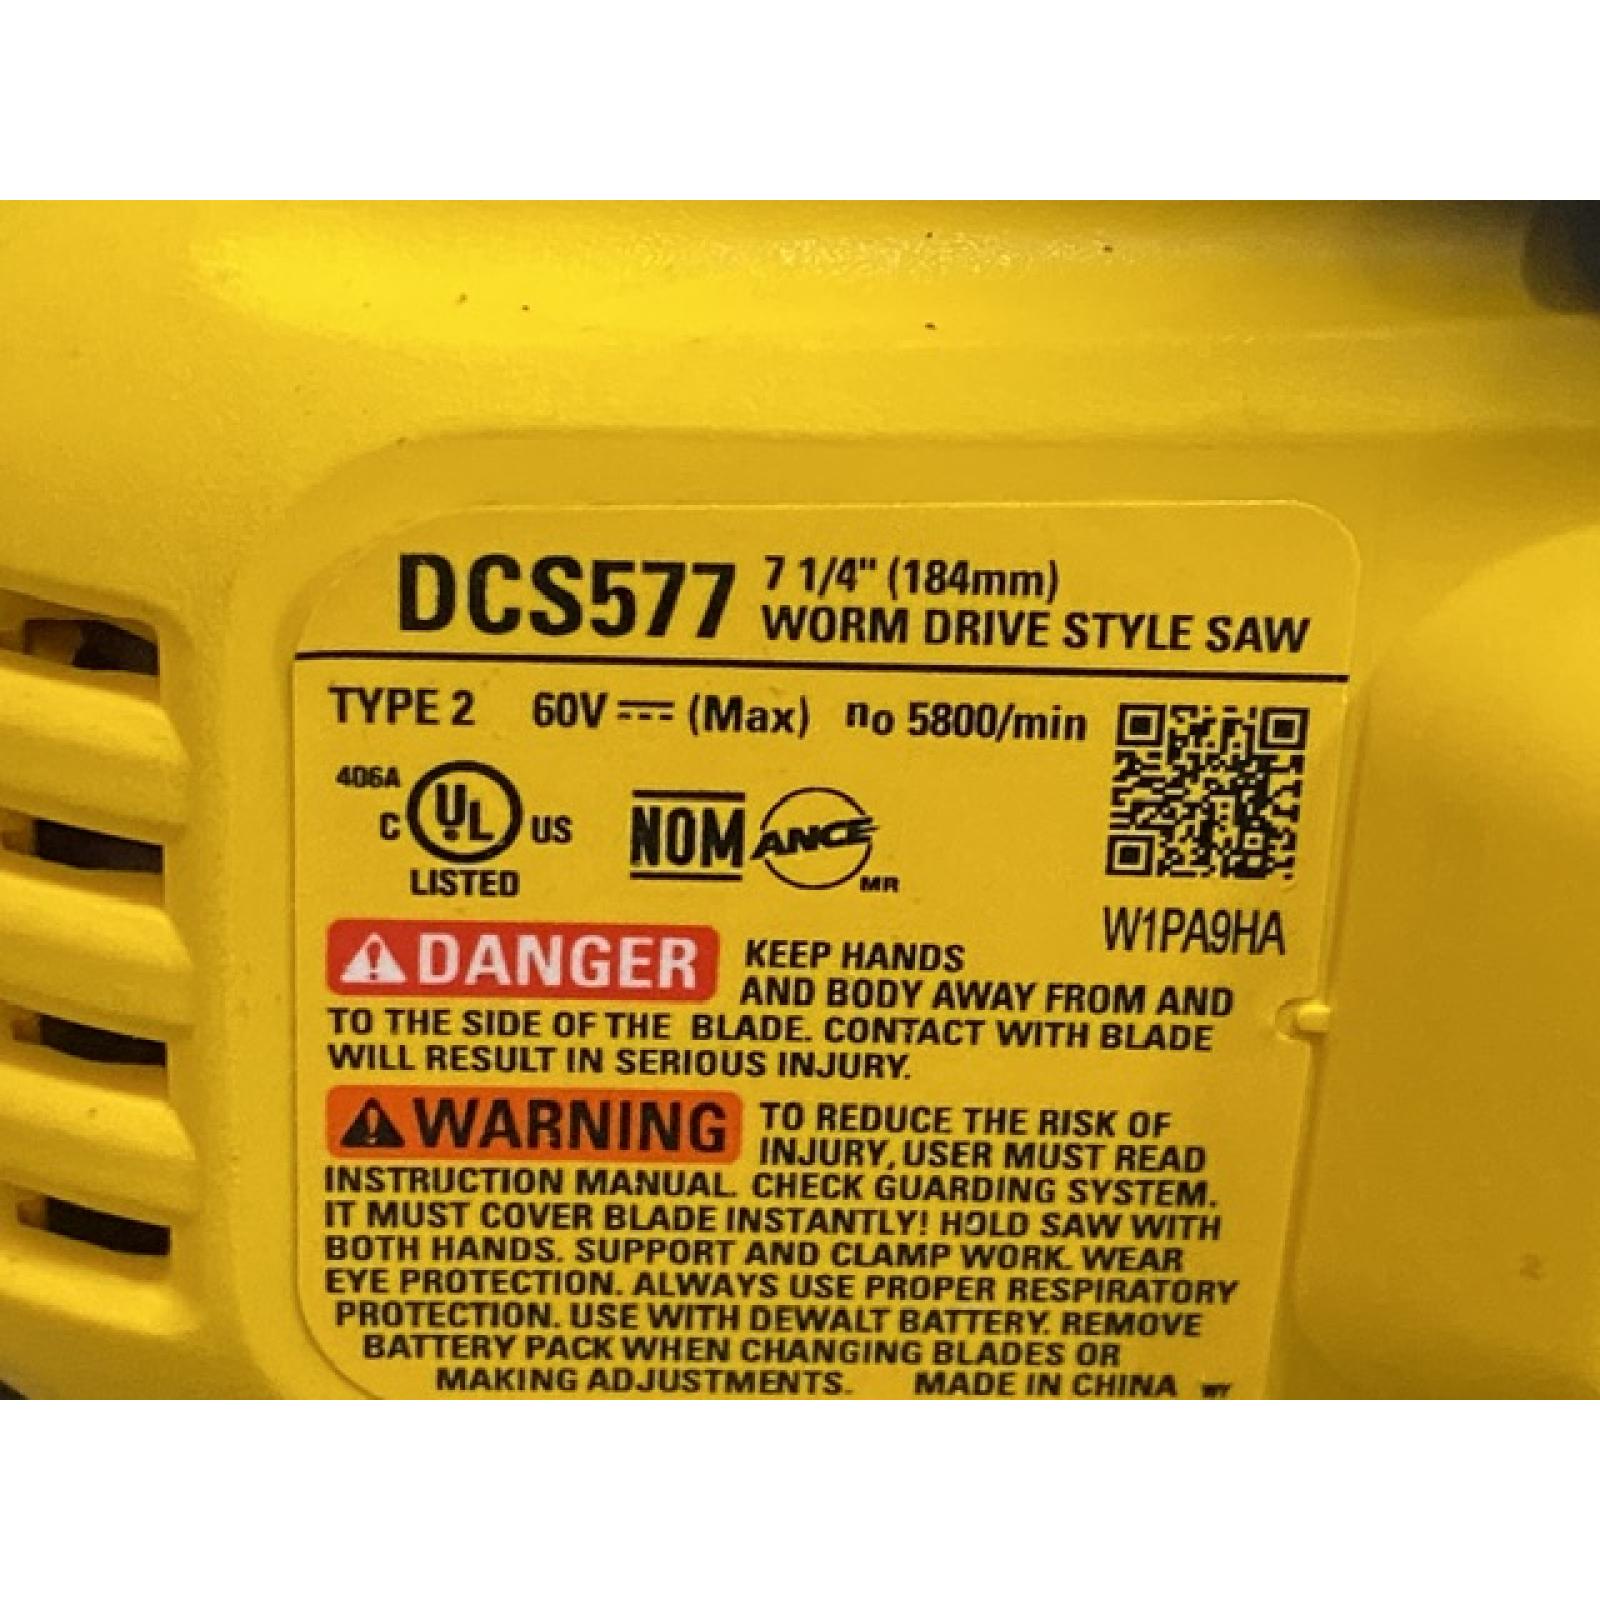 DCS577 7 1/4" (184mm)
WORM DRIVE STYLE SAW
TYPE 2 60V (Max) no 5800/min
406A
C UL US
LISTED
NOM ANCE MR
W1PA9HA
DANGER KEEP HANDS
AND BODY AWAY FROM AND
TO THE SIDE OF THE BLADE. CONTACT WITH BLADE
WILL RESULT IN SERIOUS INJURY.
WARNING TO REDUCE THE RISK OF
INJURY, USER MUST READ
INSTRUCTION MANUAL. CHECK GUARDING SYSTEM.
IT MUST COVER BLADE INSTANTLY! HOLD SAW WITH
BOTH HANDS. SUPPORT AND CLAMP WORK. WEAR
EYE PROTECTION. ALWAYS USE PROPER RESPIRATORY
PROTECTION. USE WITH DEWALT BATTERY. REMOVE
BATTERY PACK WHEN CHANGING BLADES OR
MAKING ADJUSTMENTS. MADE IN CHINA WY